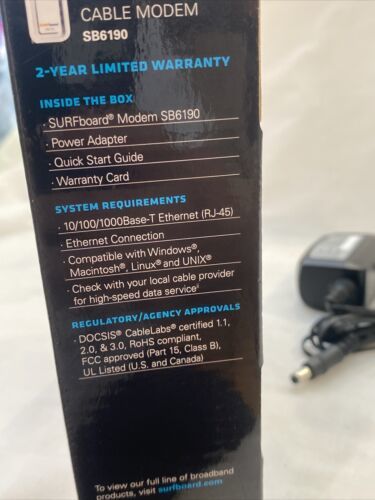 CABLE MODEM
SB6190
2-YEAR LIMITED WARRANTY
INSIDE THE BOX
· SURFboard® Modem SB6190
· Power Adapter
· Quick Start Guide
· Warranty Card
SYSTEM REQUIREMENTS
· 10/100/1000Base-T Ethernet (RJ-45)
· Ethernet Connection
· Compatible with Windows®,
Macintosh®, Linux® and UNIX®
· Check with your local cable provider
for high-speed data service
REGULATORY/AGENCY APPROVALS
· DOCSIS® CableLabs® certified 1.1,
2.0, & 3.0, RoHS compliant,
FCC approved (Part 15, Class B),
UL Listed (U.S. and Canada)
To view our full line of broadband
products, visit surfboard.com